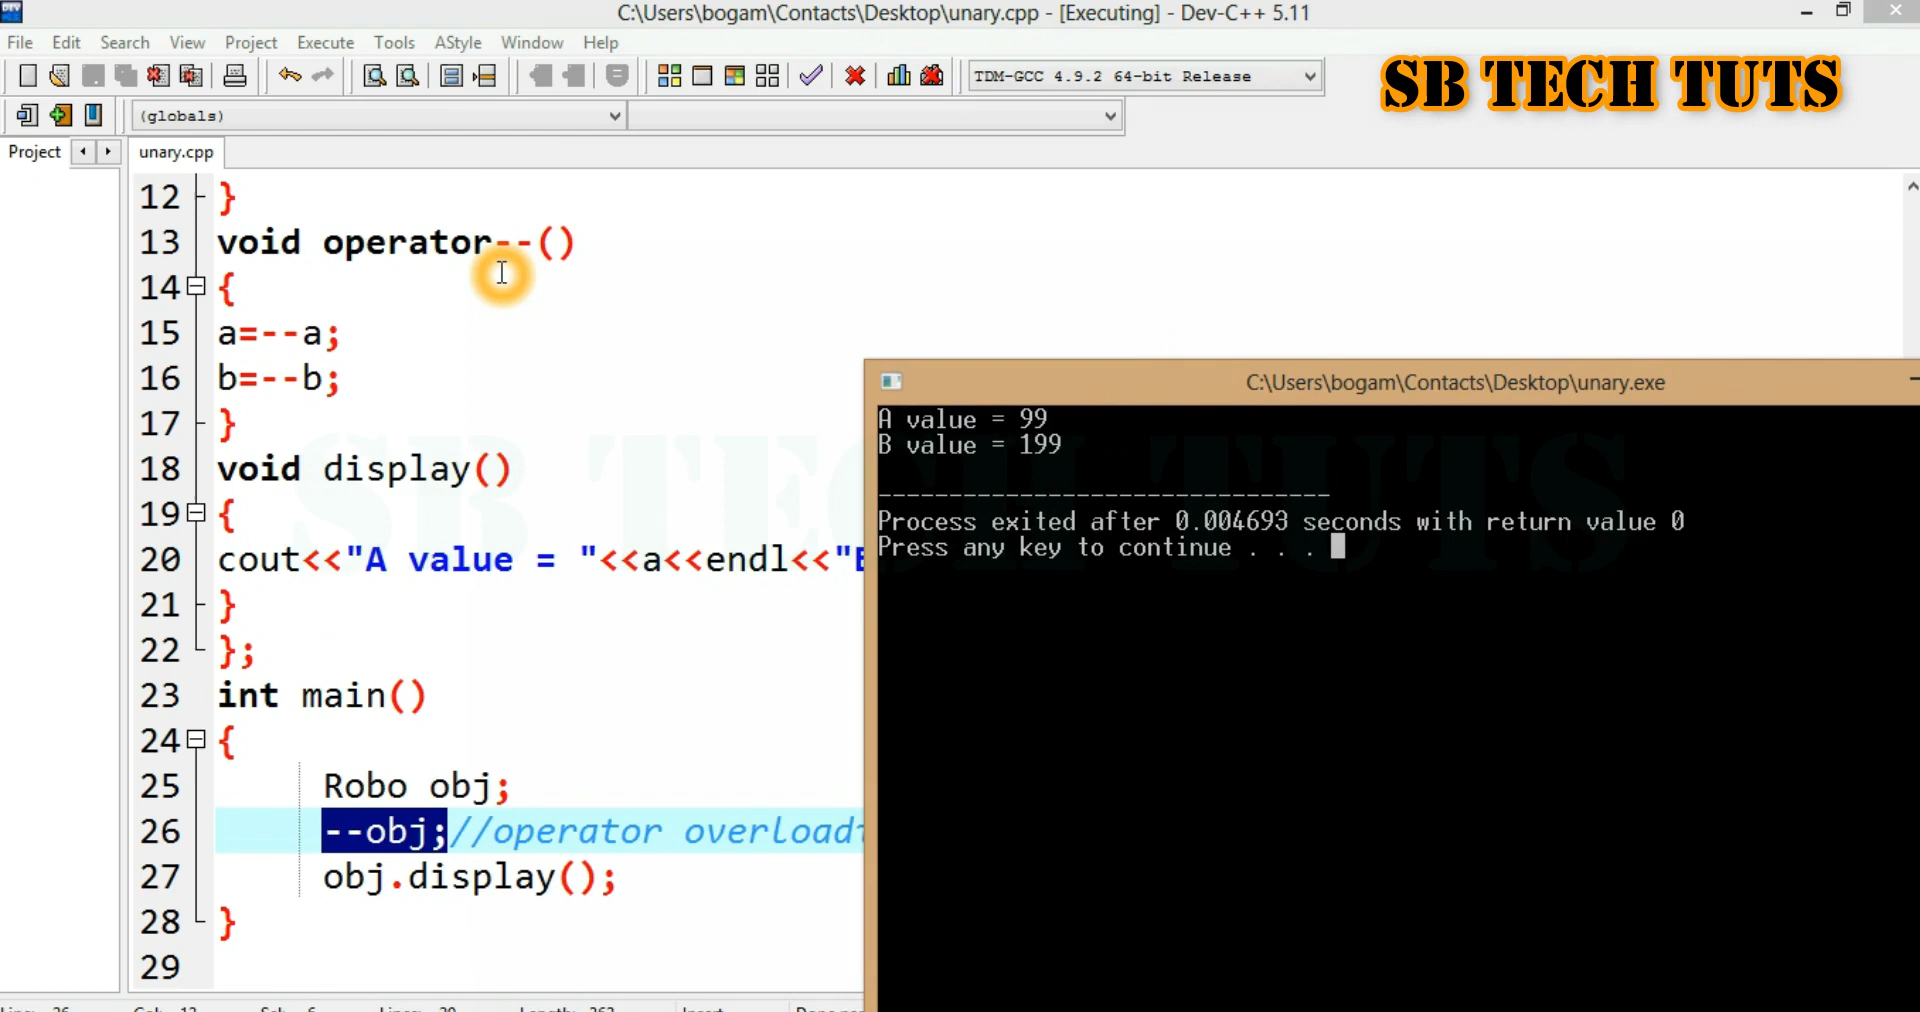 C:\Users\bogam\Contacts\Desktop\unary.cpp - [Executing] - Dev-C++ 5.11
File Edit Search View Project Execute Tools AStyle Window Help
TDM-GCC 4.9.2 64-bit Release
SB TECH TUTS
(globals)
Project
unary.cpp
12 }
13 void operator--()
14 {
15 a=--a;
16 b=--b;
17 }
18 void display()
19 {
20 cout<<"A value = "<<a<<endl<<"
21 }
22 };
23 int main()
24 {
25 Robo obj;
26 --obj;//operator
27 obj.display();
28 }
29
C:\Users\bogam\Contacts\Desktop\unary.exe
A value = 99
B value = 199
--------------------------------
Process exited after 0.004693 seconds with return value 0
Press any key to continue . . .
SB TECH TUTS